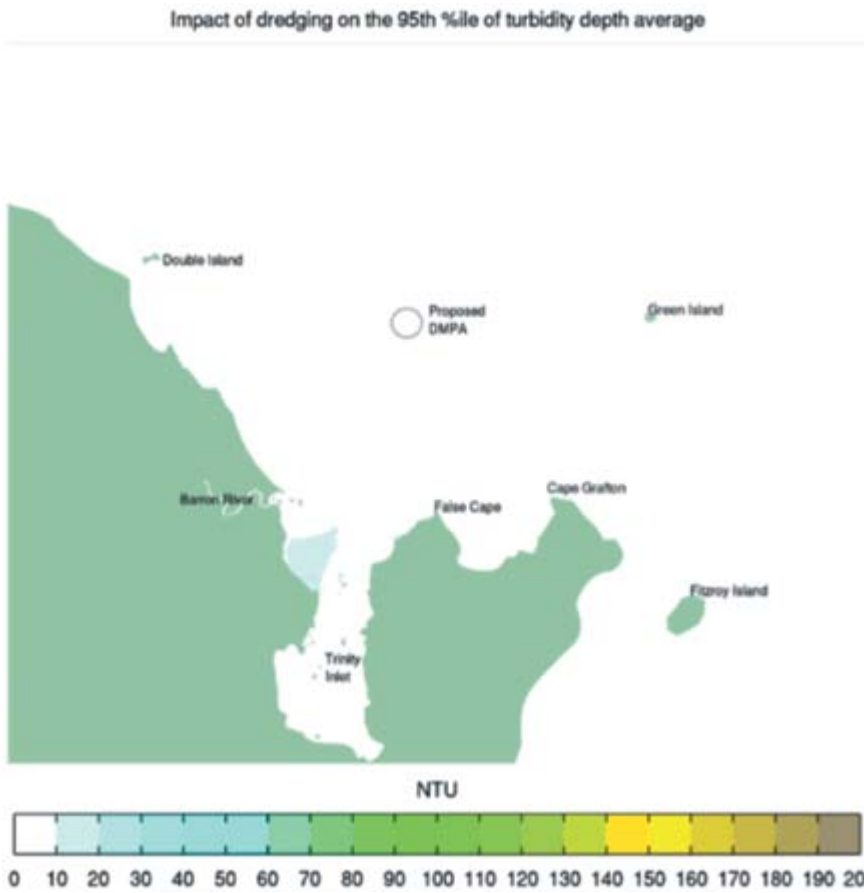 Impact of dredging on the 95th %ile of turbidity depth average
Double Island
Proposed
DMPA
Green Island
Barron River
False Cape
Cape Grafton
Fitzroy Island
Trinity
Inlet
NTU
0 10 20 30 40 50 60 70 80 90 100 110 120 130 140 150 160 170 180 190 20